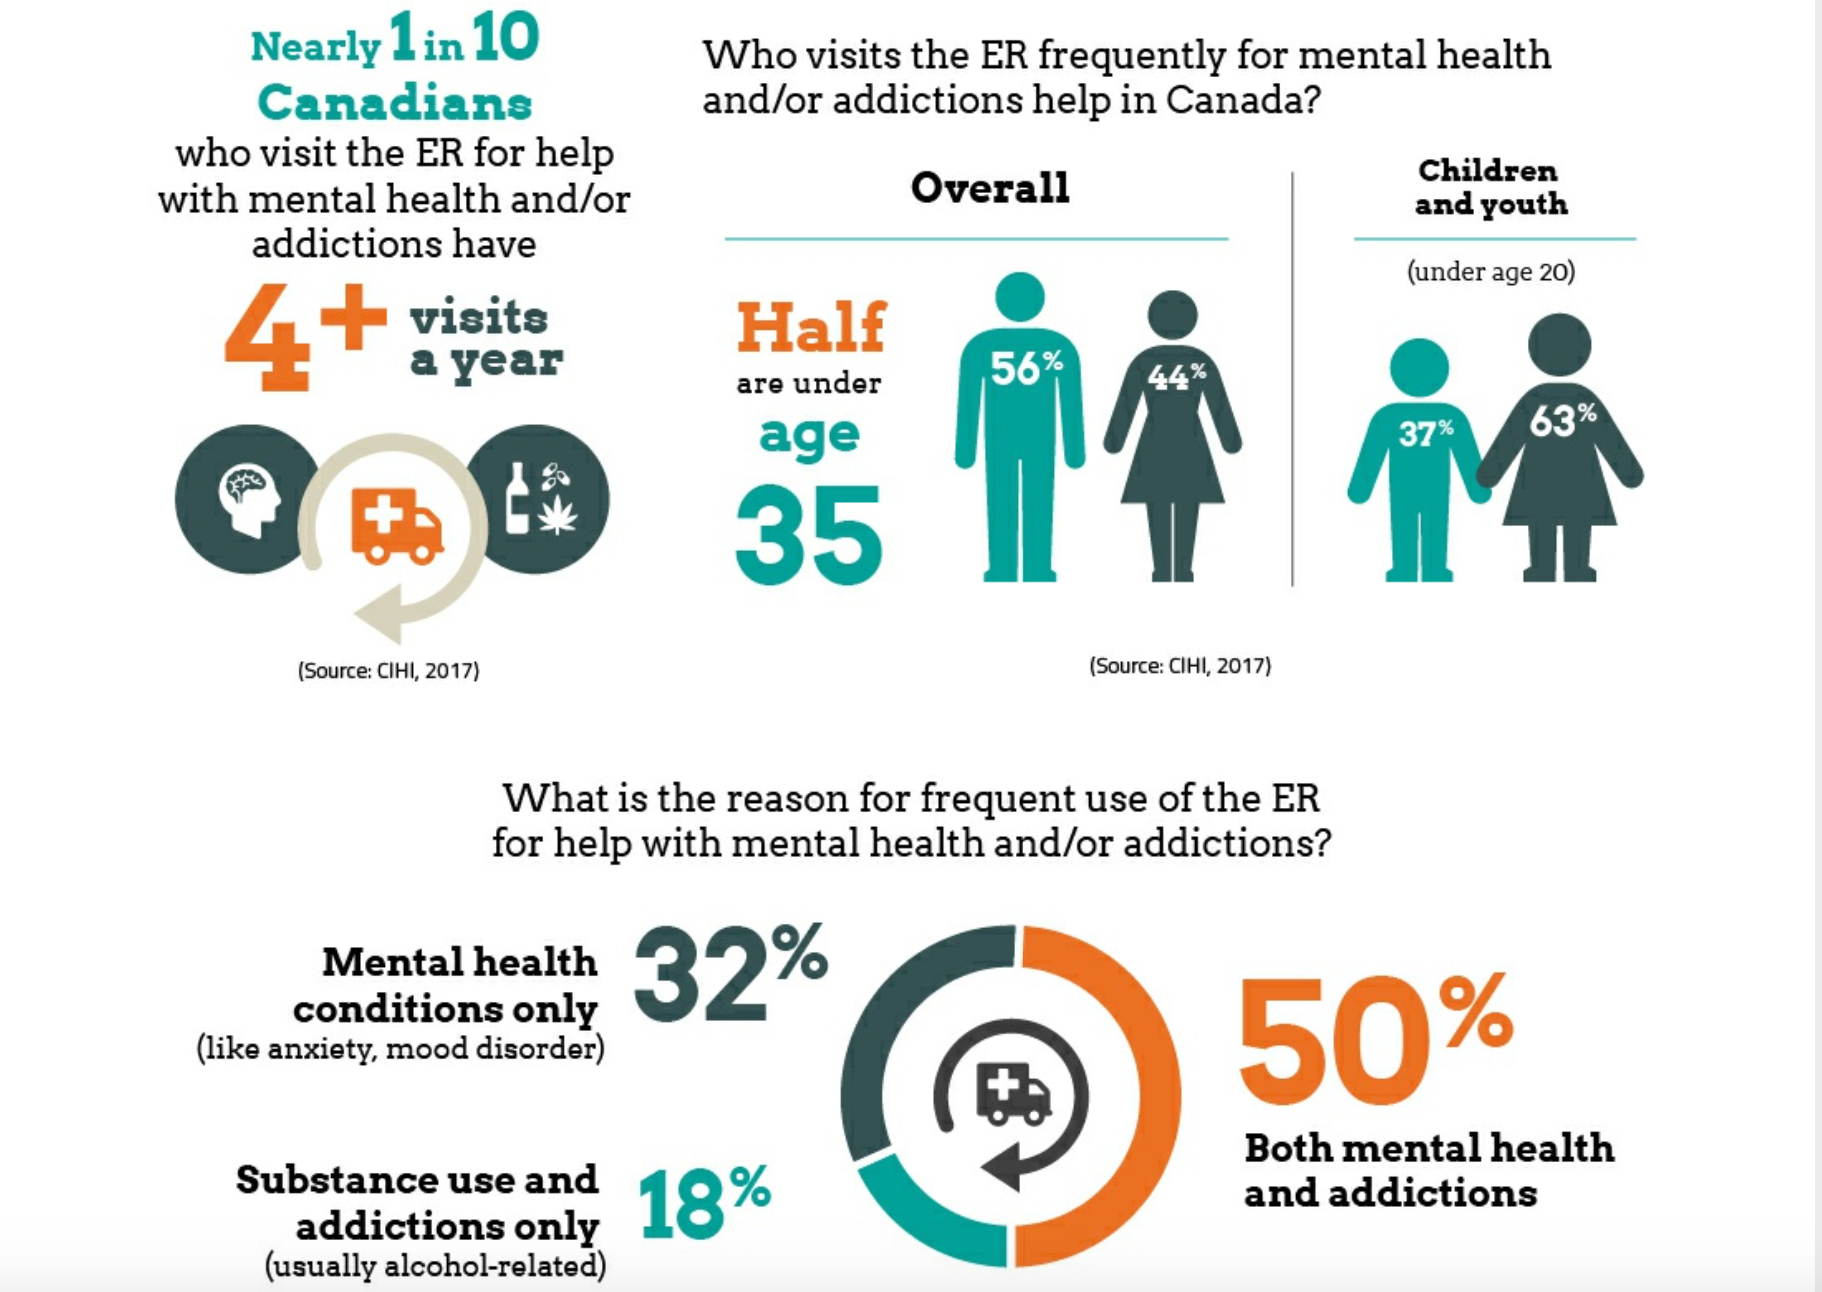 Nearly 1 in 10
Canadians
who visit the ER for help
with mental health and/or
addictions have
4+ visits
a year
(Source: CIHI, 2017)
Who visits the ER frequently for mental health
and/or addictions help in Canada?
Overall
Half
are under
age
35
56%
44%
Children
and youth
(under age 20)
37%
63%
(Source: CIHI, 2017)
What is the reason for frequent use of the ER
for help with mental health and/or addictions?
Mental health
conditions only
(like anxiety, mood disorder)
32%
Substance use and
addictions only
(usually alcohol-related)
18%
50%
Both mental health
and addictions